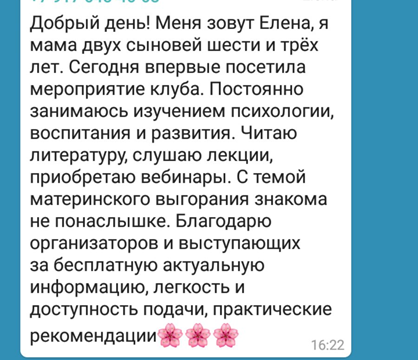 Добрый день! Меня зовут Елена, я
мама двух сыновей шести и трёх
лет. Сегодня впервые посетила
мероприятие клуба. Постоянно
занимаюсь изучением психологии,
воспитания и развития. Читаю
литературу, слушаю лекции,
приобретаю вебинары. С темой
материнского выгорания знакома
не понаслышке. Благодарю
организаторов и выступающих
за бесплатную актуальную
информацию, легкость и
доступность подачи, практические
рекомендации🌸🌸🌸
16:22